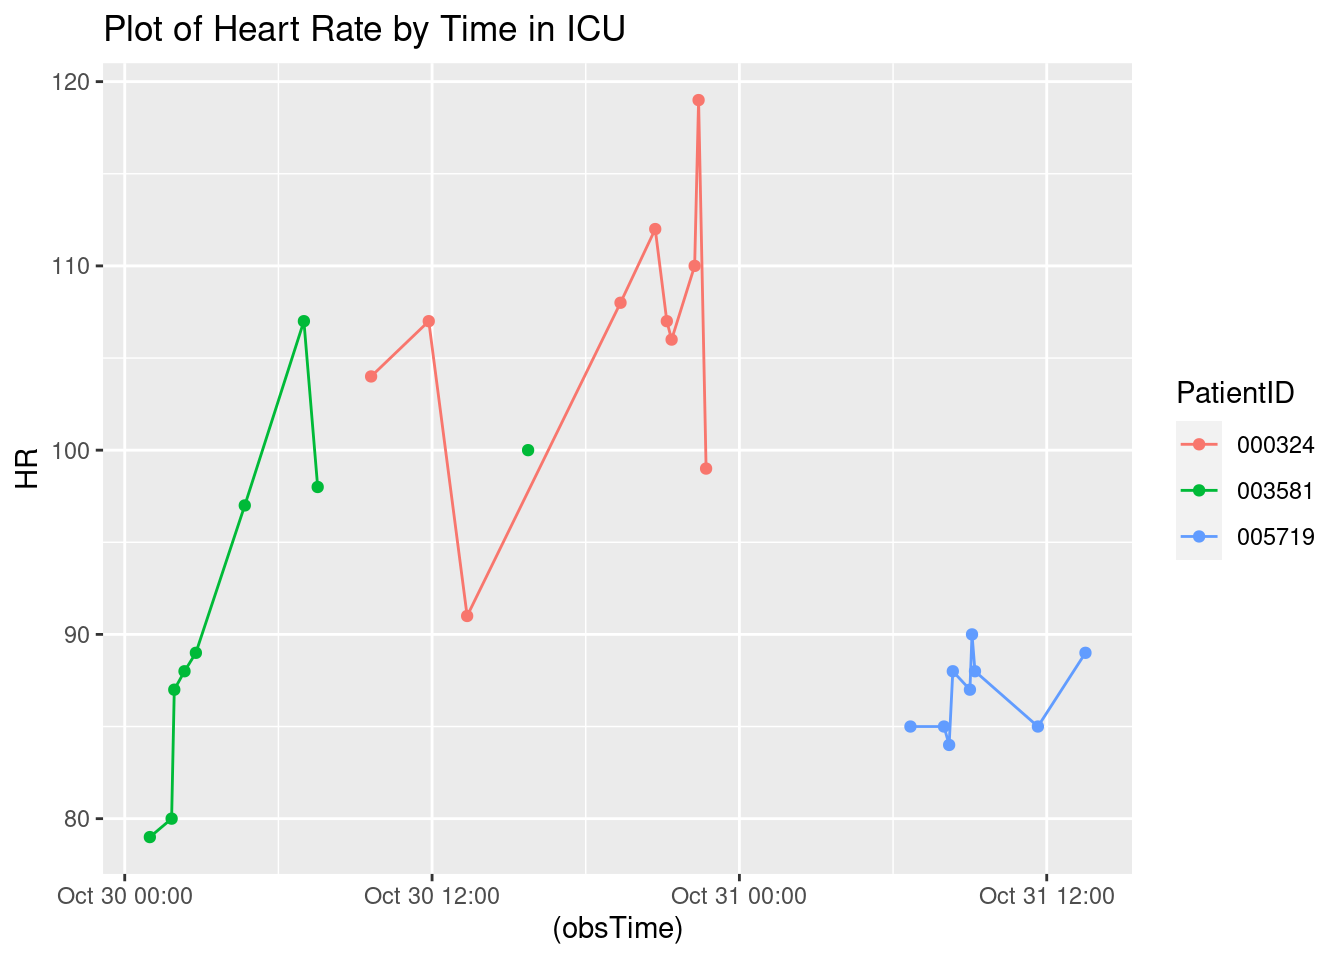 Plot of Heart Rate by Time in ICU
120
110
100
90
80
HR
Oct 30 00:00
Oct 30 12:00
Oct 31 00:00
Oct 31 12:00
(obsTime)
PatientID
000324
003581
005719